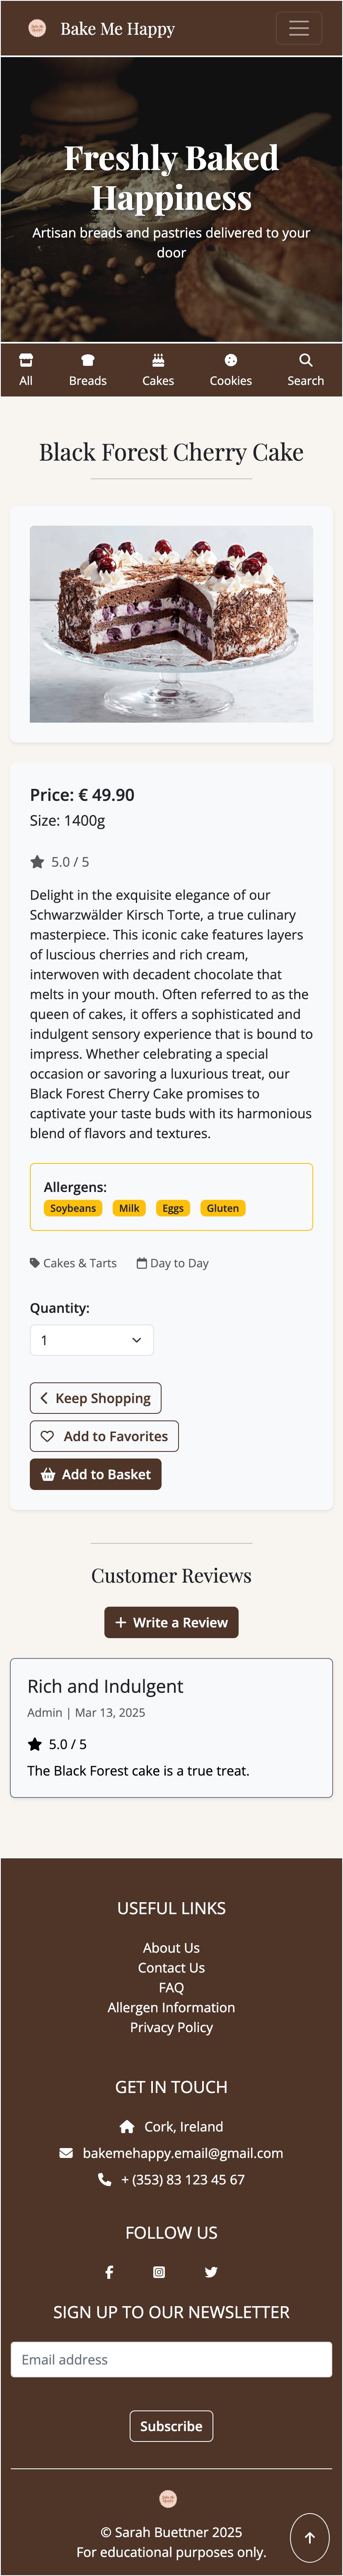 Bake Me Happy
Freshly Baked
Happiness
Artisan breads and pastries delivered to your
door
All
Breads
Cakes
Cookies
Search
Black Forest Cherry Cake
Price: € 49.90
Size: 1400g
5.0 / 5
Delight in the exquisite elegance of our
Schwarzwälder Kirsch Torte, a true culinary
masterpiece. This iconic cake features layers
of luscious cherries and rich cream,
interwoven with decadent chocolate that
melts in your mouth. Often referred to as the
queen of cakes, it offers a sophisticated and
indulgent sensory experience that is bound to
impress. Whether celebrating a special
occasion or savoring a luxurious treat, our
Black Forest Cherry Cake promises to
captivate your taste buds with its harmonious
blend of flavors and textures.
Allergens:
Soybeans Milk Eggs Gluten
Cakes & Tarts Day to Day
Quantity:
1
Keep Shopping
Add to Favorites
Add to Basket
Customer Reviews
Write a Review
Rich and Indulgent
Admin | Mar 13, 2025
5.0 / 5
The Black Forest cake is a true treat.
USEFUL LINKS
About Us
Contact Us
FAQ
Allergen Information
Privacy Policy
GET IN TOUCH
Cork, Ireland
bakemehappy.email@gmail.com
+ (353) 83 123 45 67
FOLLOW US
SIGN UP TO OUR NEWSLETTER
Email address
Subscribe
© Sarah Buettner 2025
For educational purposes only.